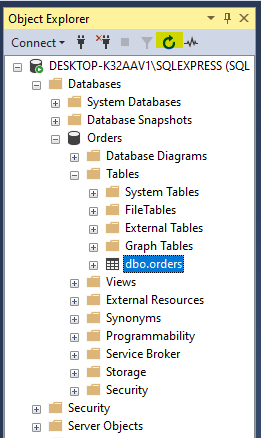 Object Explorer
Connect
DESKTOP-K32AAV1\SQLEXPRESS (SQL
Databases
System Databases
Database Snapshots
Orders
Database Diagrams
Tables
System Tables
FileTables
External Tables
Graph Tables
dbo.orders
Views
External Resources
Synonyms
Programmability
Service Broker
Storage
Security
Security
Server Objects